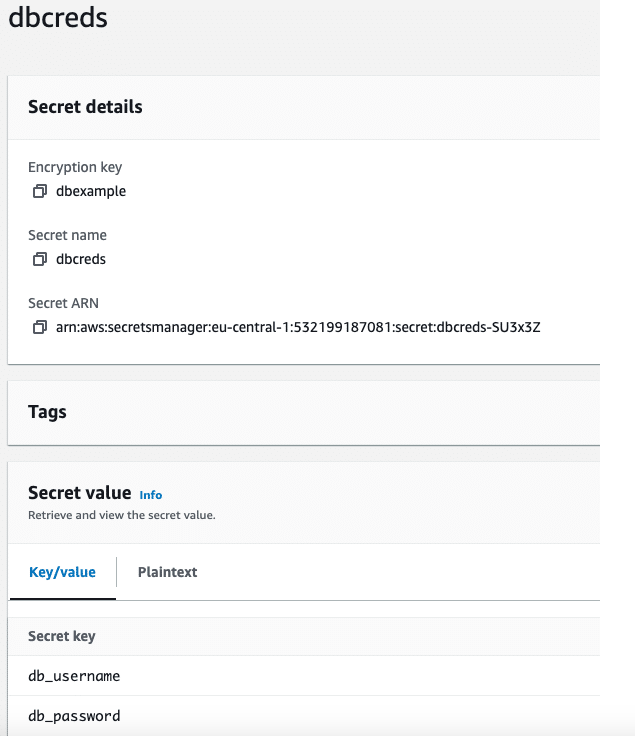 dbcreds
Secret details
Encryption key
dbexample
Secret name
dbcreds
Secret ARN
arn:aws:secretsmanager:eu-central-1:532199187081:secret:dbcreds-SU3x3Z
Tags
Secret value Info
Retrieve and view the secret value.
Key/value Plaintext
Secret key
db_username
db_password